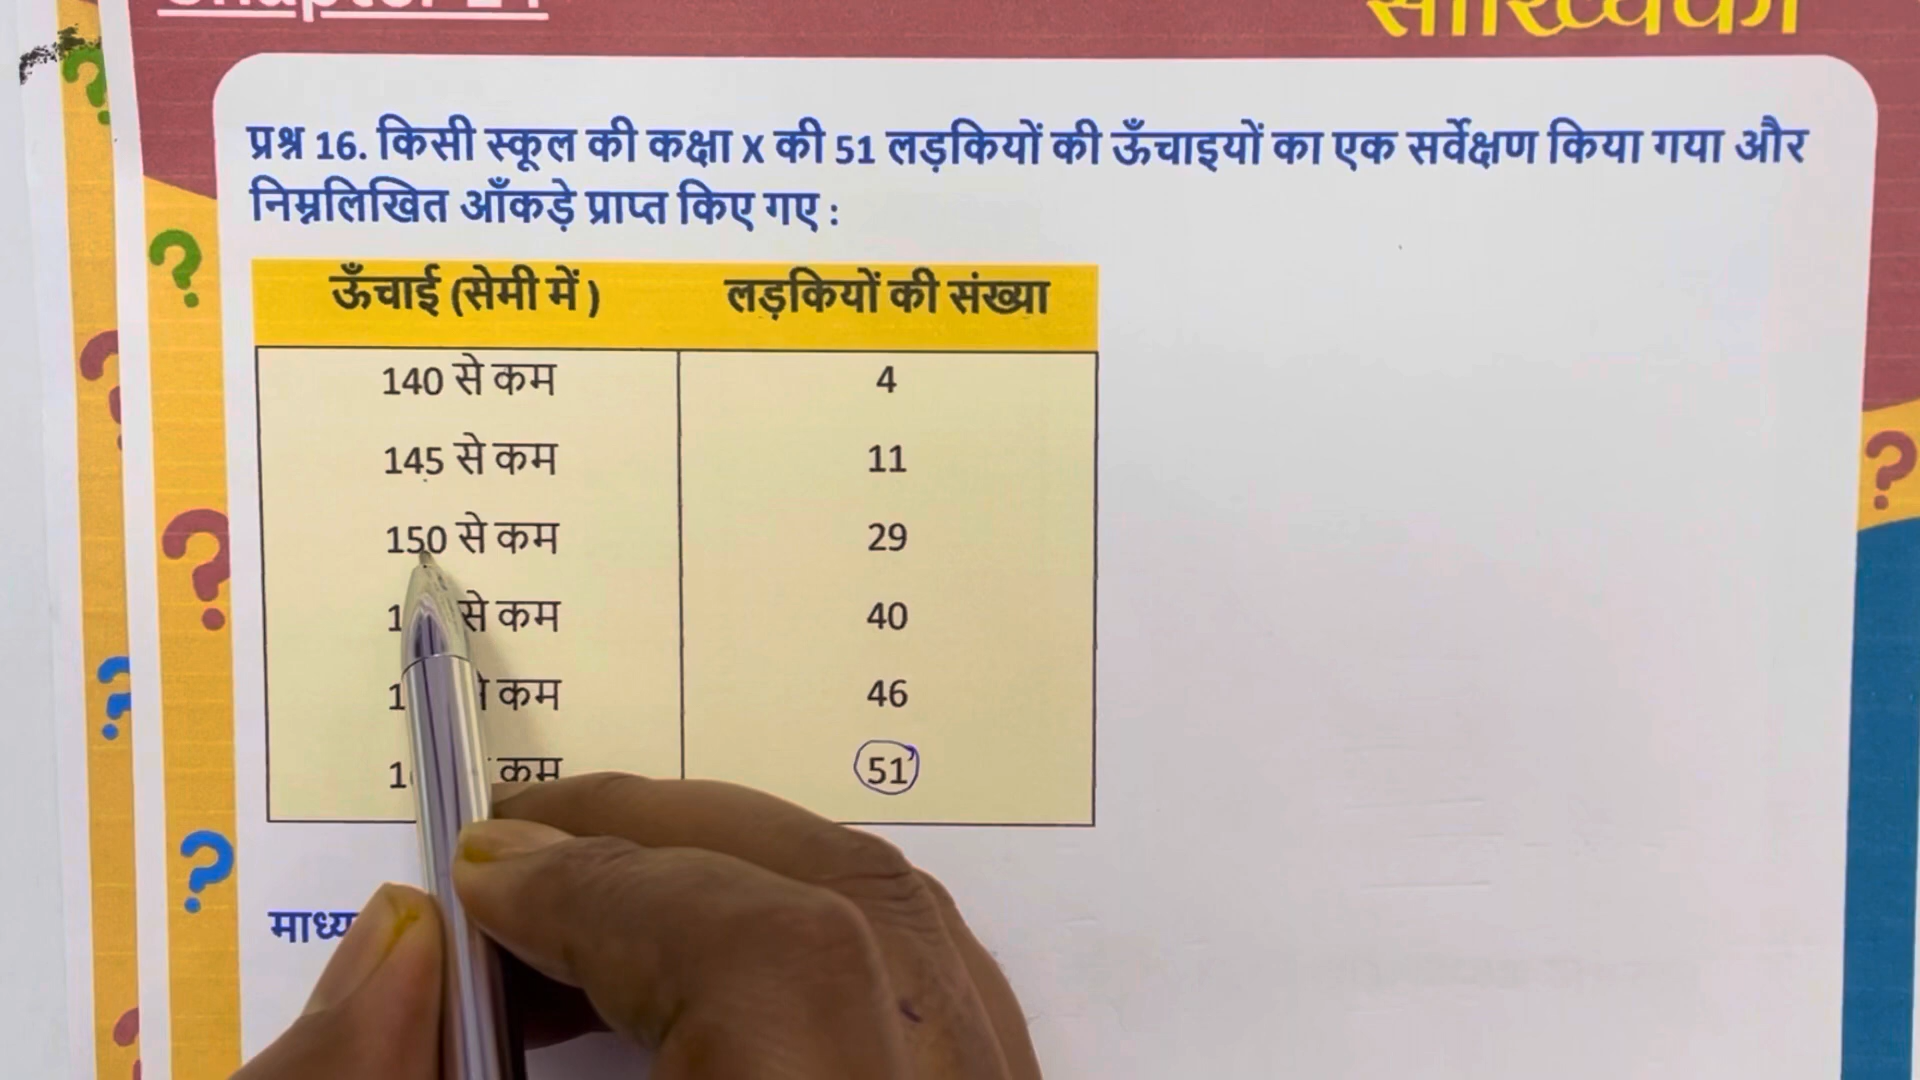 प्रश्न 16. किसी स्कूल की कक्षा X की 51 लड़कियों की ऊँचाइयों का एक सर्वेक्षण किया गया और
निम्नलिखित आँकड़े प्राप्त किए गए :
ऊँचाई (सेमी में ) लड़कियों की संख्या
140 से कम 4
145 से कम 11
150 से कम 29
से कम 40
कम 46
कम 51